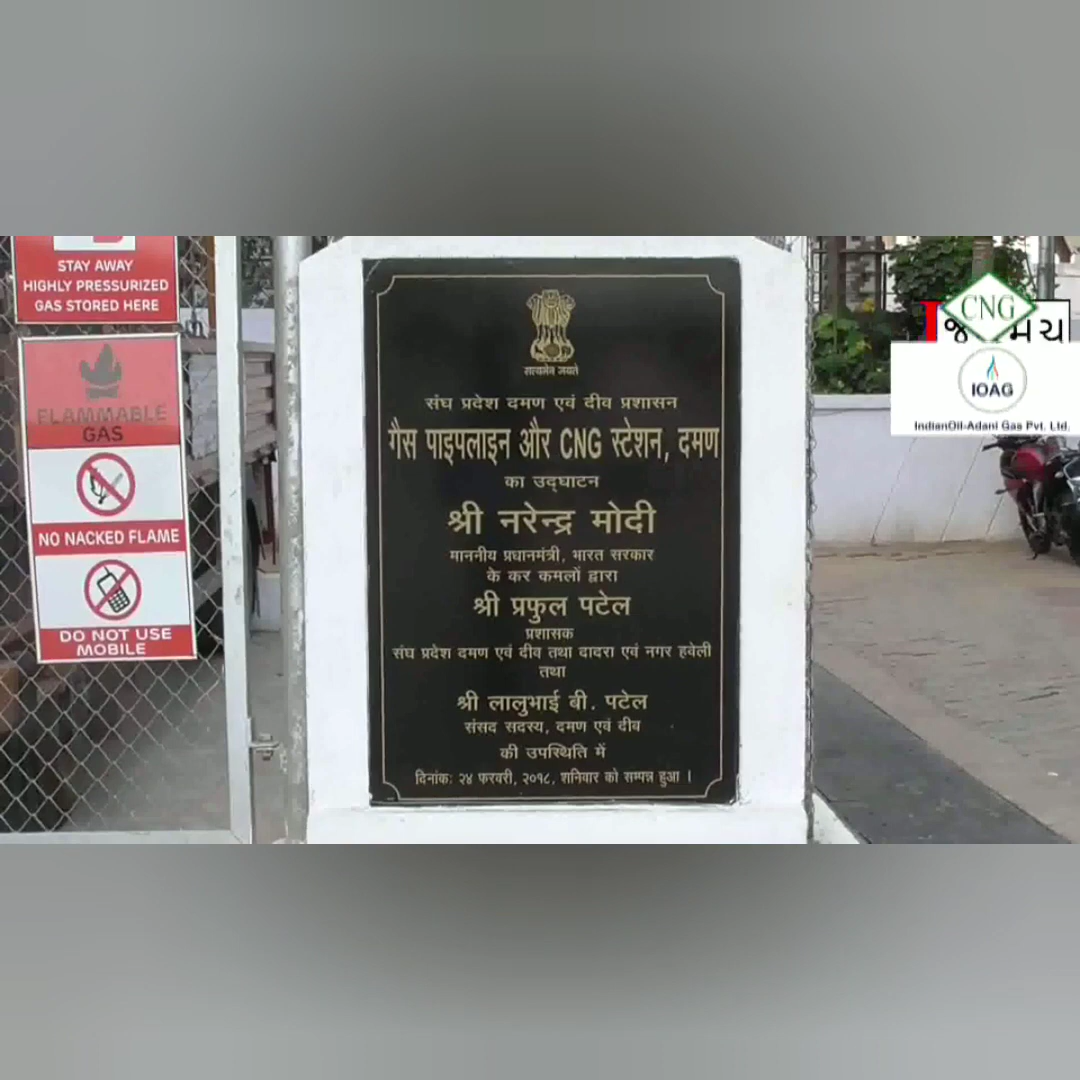 STAY AWAY
HIGHLY PRESSURIZED
GAS STORED HERE
FLAMMABLE
GAS
NO NACKED FLAME
DO NOT USE
MOBILE
सत्यमेव जयते
संघ प्रदेश दमण एवं दीव प्रशासन
गैस पाइपलाइन और CNG स्टेशन, दमण
का उद्घाटन
श्री नरेन्द्र मोदी
माननीय प्रधानमंत्री, भारत सरकार
के कर कमलों द्वारा
श्री प्रफुल पटेल
प्रशासक
संघ प्रदेश दमण एवं दीव तथा दादरा एवं नगर हवेली
तथा
श्री लालुभाई बी. पटेल
संसद सदस्य, दमण एवं दीव
की उपस्थिति में
दिनांक: २४ फरवरी, २०१८, शनिवार को सम्पन्न हुआ ।
CNG
IOAG
IndianOil-Adani Gas Pvt. Ltd.